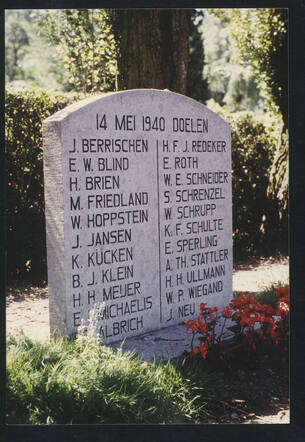 14 MEI 1940 DOELEN
J. BERRISCHEN
E. W. BLIND
H. BRIEN
M. FRIEDLAND
W. HOPPSTEIN
J. JANSEN
K. KÜCKEN
B. J. KLEIN
H. H. MEIJER
E. MICHAELIS
ALBRICH
H. F. J. REDEKER
E. ROTH
W. E. SCHNEIDER
S. SCHRENZEL
W. SCHRUPP
K. F. SCHULTE
E. SPERLING
A. TH. STATTLER
H. H. ULLMANN
W. P. WIEGAND
J. NEU